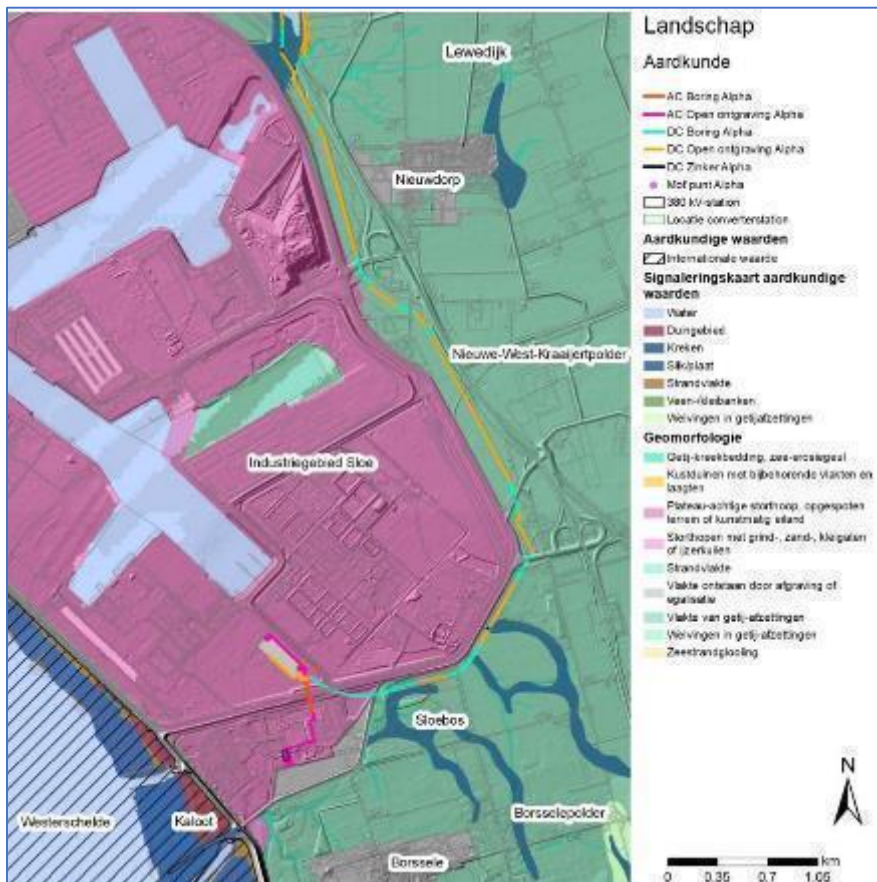 Landschap
Aardkunde
AC Boring Alpha
AC Open ontgraving Alpha
DC Boring Alpha
DC Open ontgraving Alpha
DC Zinker Alpha
Mof punt Alpha
380 kV-station
Locatie converterstation
Aardkundige waarden
Internationale waarde
Signaleringskaart aardkundige
waarden
Water
Duingebied
Kreken
Slik/plaat
Strandvlakte
Veen-/kleibanken
Welvingen in getijafzettingen
Geomorfologie
Getij-kreekbedding, zee-erosiegeul
Kustduinen met bijbehorende vlakten en
laagten
Plateau-achtige storthoop, opgespoten
terrein of kunstmatig eiland
Storthopen met grind-, zand-, kleigaten
of ijzerkuilen
Strandvlakte
Vlakte ontstaan door afgraving of
egalisatie
Vlakte van getij-afzettingen
Welvingen in getij-afzettingen
Zeestrandglooiing
N
km
0 0.35 0.7 1.05
Lewedijk
Nieuwdorp
Nieuwe-West-Kraaijertpolder
Industriegebied Sloe
Sloebos
Borsselepolder
Westerschelde
Kaloot
Borssele